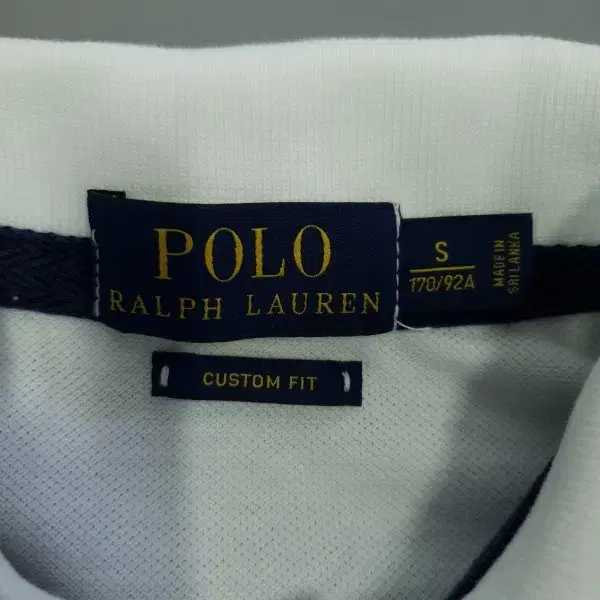 POLO
RALPH LAUREN
S
170/92A
MADE IN
SRI LANKA
CUSTOM FIT